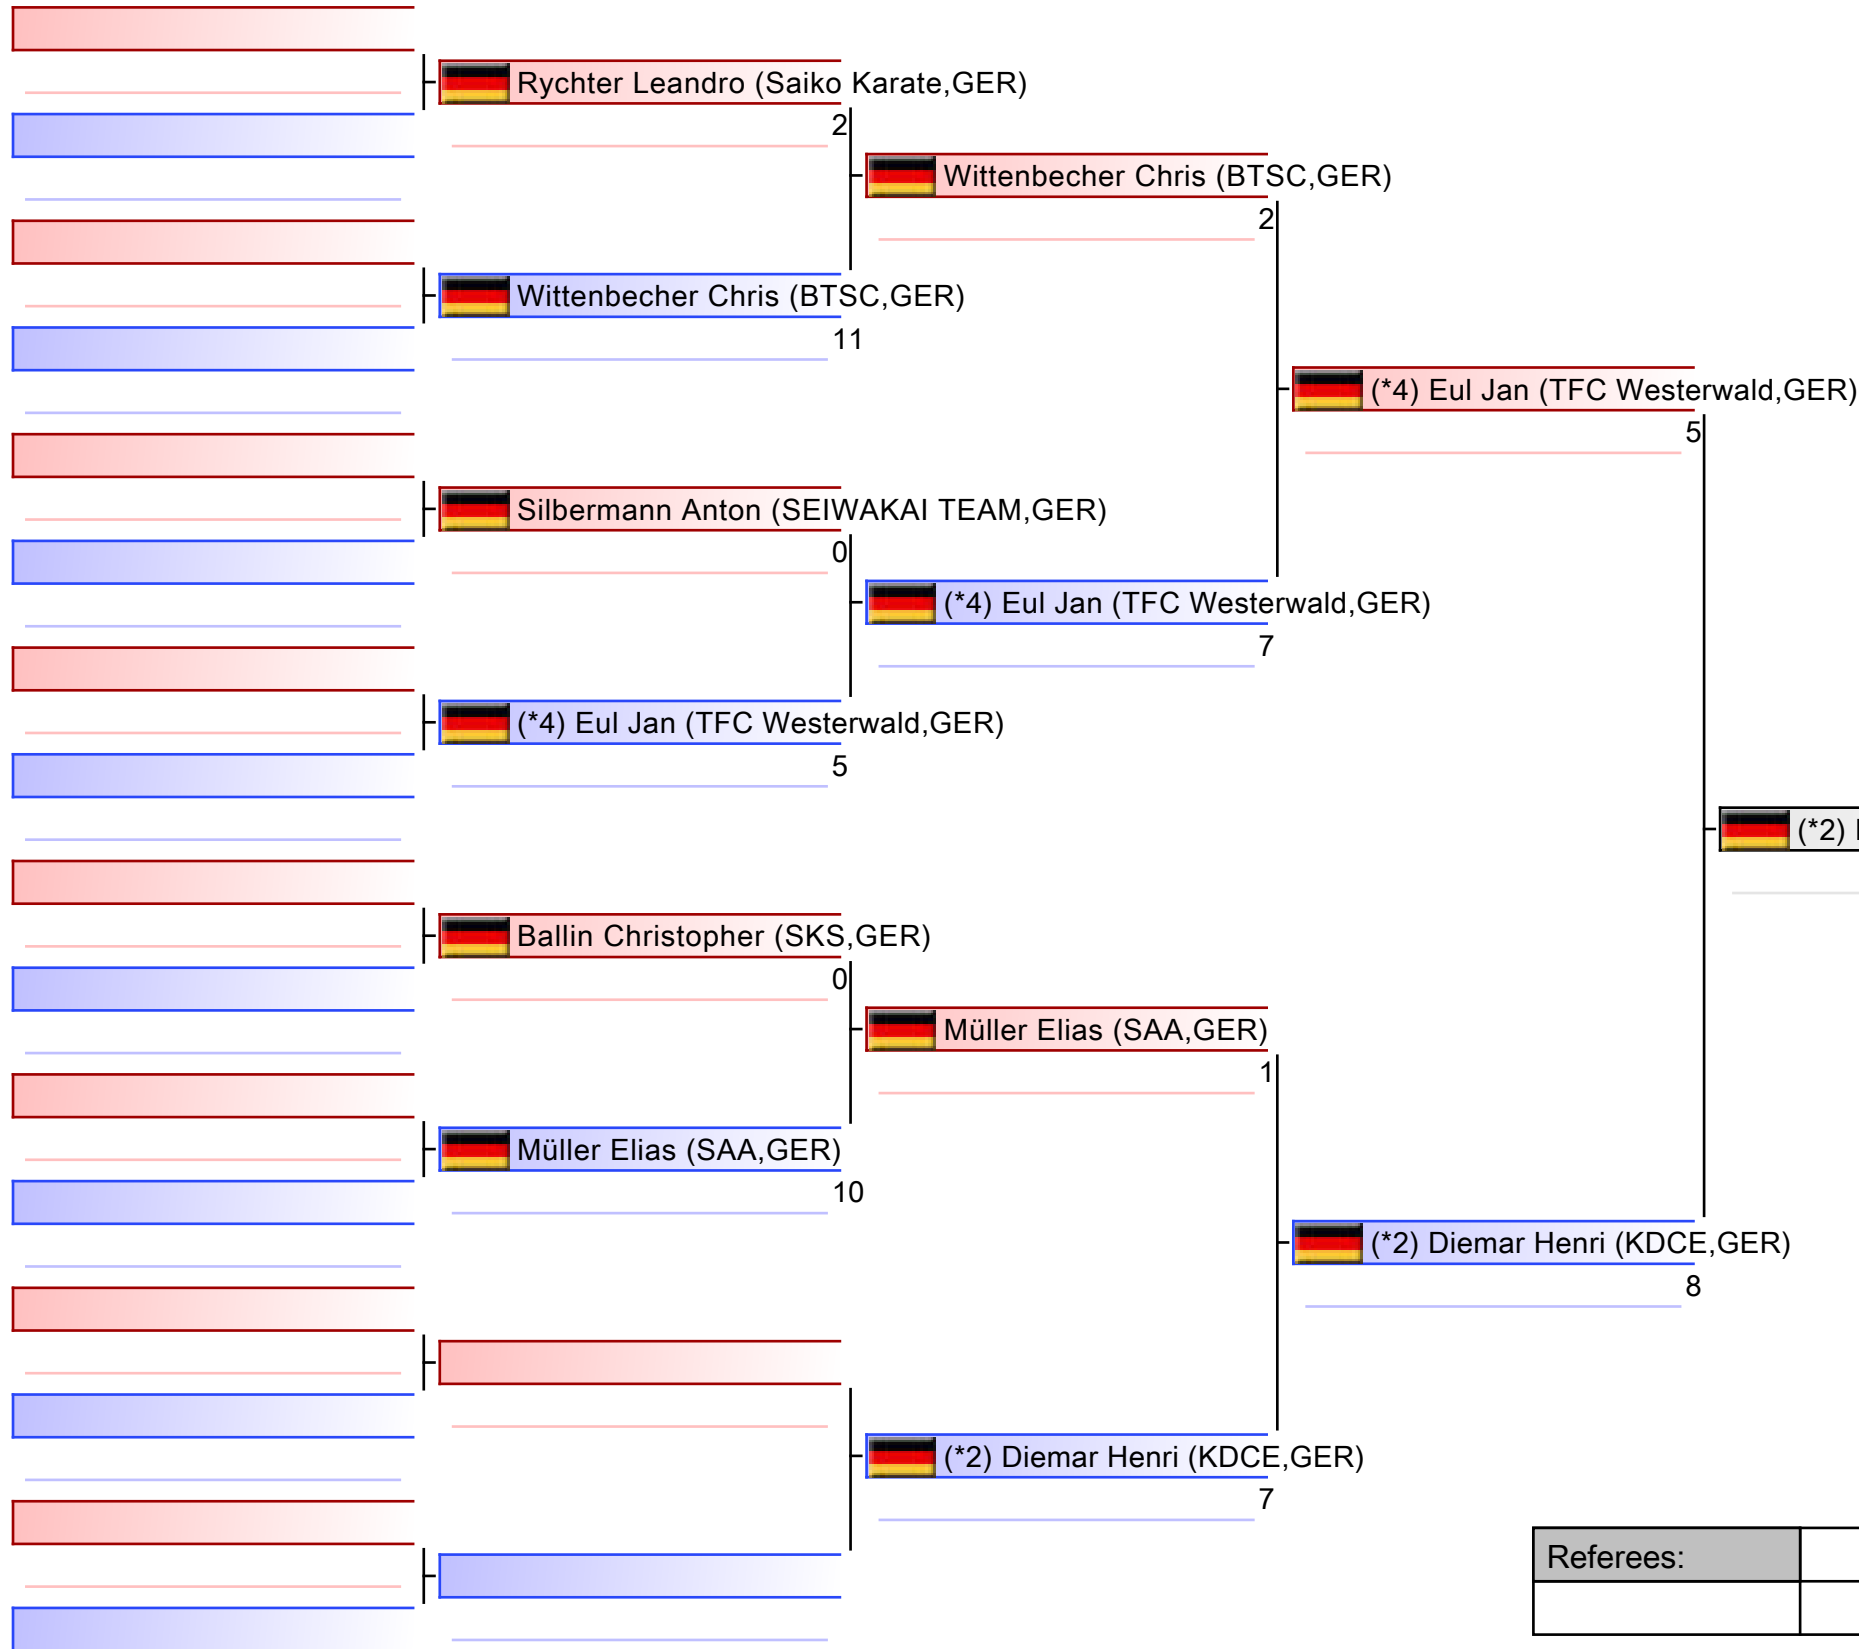 Rychter Leandro (Saiko Karate,GER)
2
Wittenbecher Chris (BTSC,GER)
2
Wittenbecher Chris (BTSC,GER)
11
(*4) Eul Jan (TFC Westerwald,GER)
5
Silbermann Anton (SEIWAKAI TEAM,GER)
0
(*4) Eul Jan (TFC Westerwald,GER)
7
(*4) Eul Jan (TFC Westerwald,GER)
5
(*2)
Ballin Christopher (SKS,GER)
0
Müller Elias (SAA,GER)
1
Müller Elias (SAA,GER)
10
(*2) Diemar Henri (KDCE,GER)
8
(*2) Diemar Henri (KDCE,GER)
7
Referees: